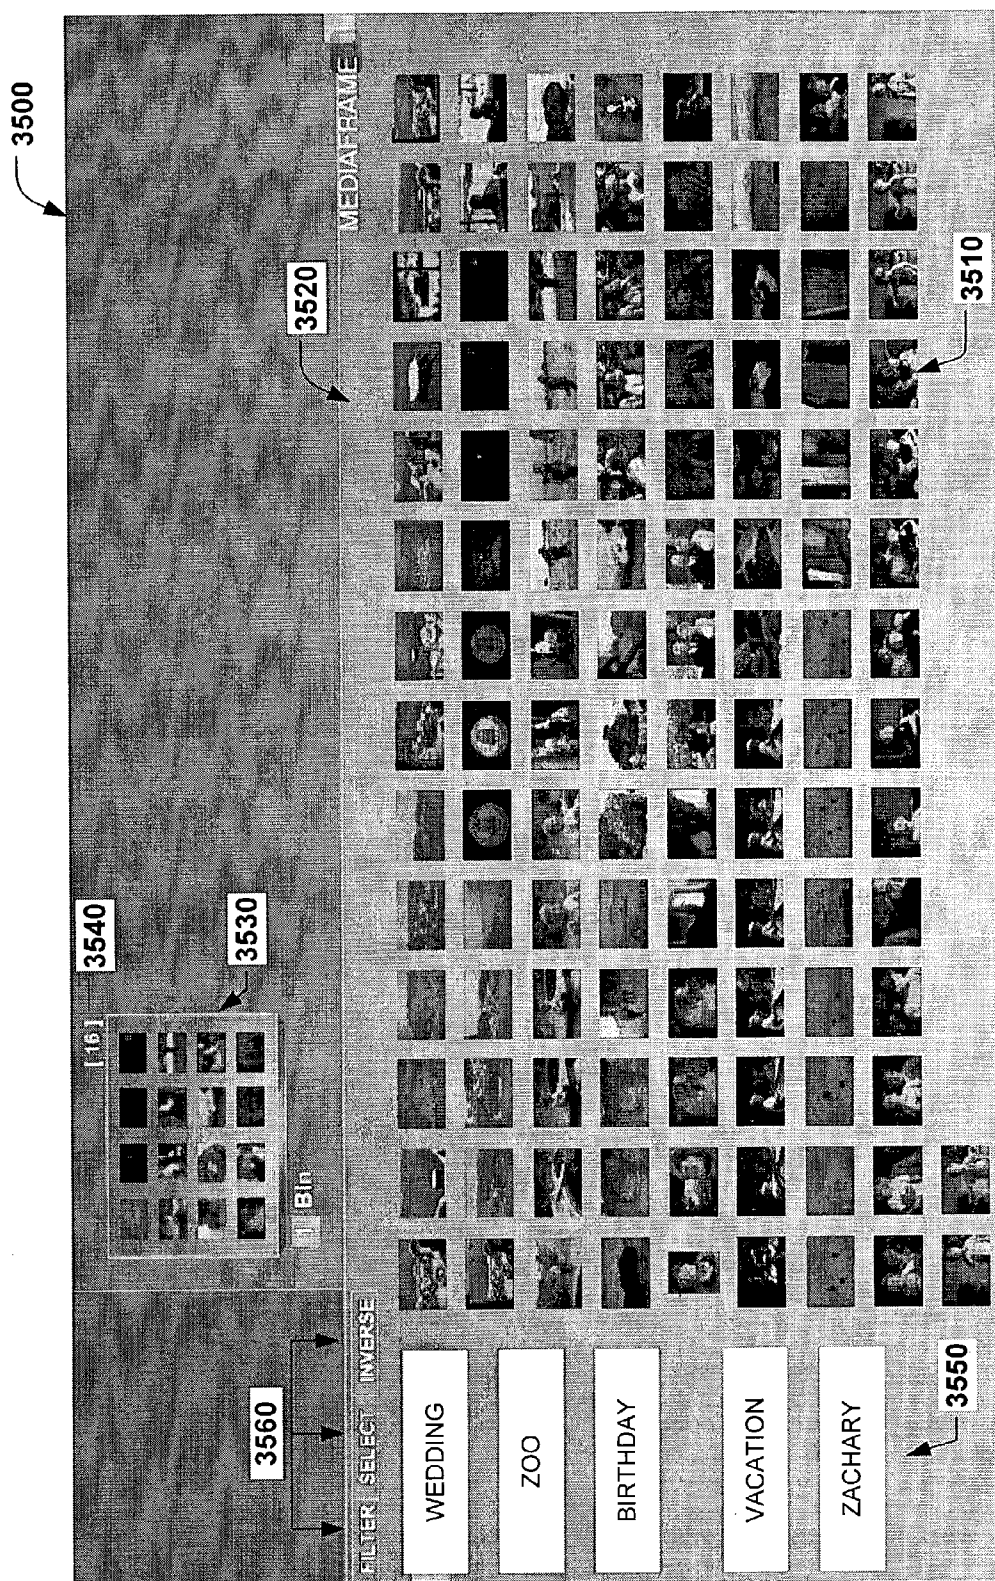 3500
3540
[ 16 ]
3530
Bin
3520
MEDIAFRAME
3560
FILTER SELECT INVERSE
WEDDING
ZOO
BIRTHDAY
VACATION
ZACHARY
3550
3510